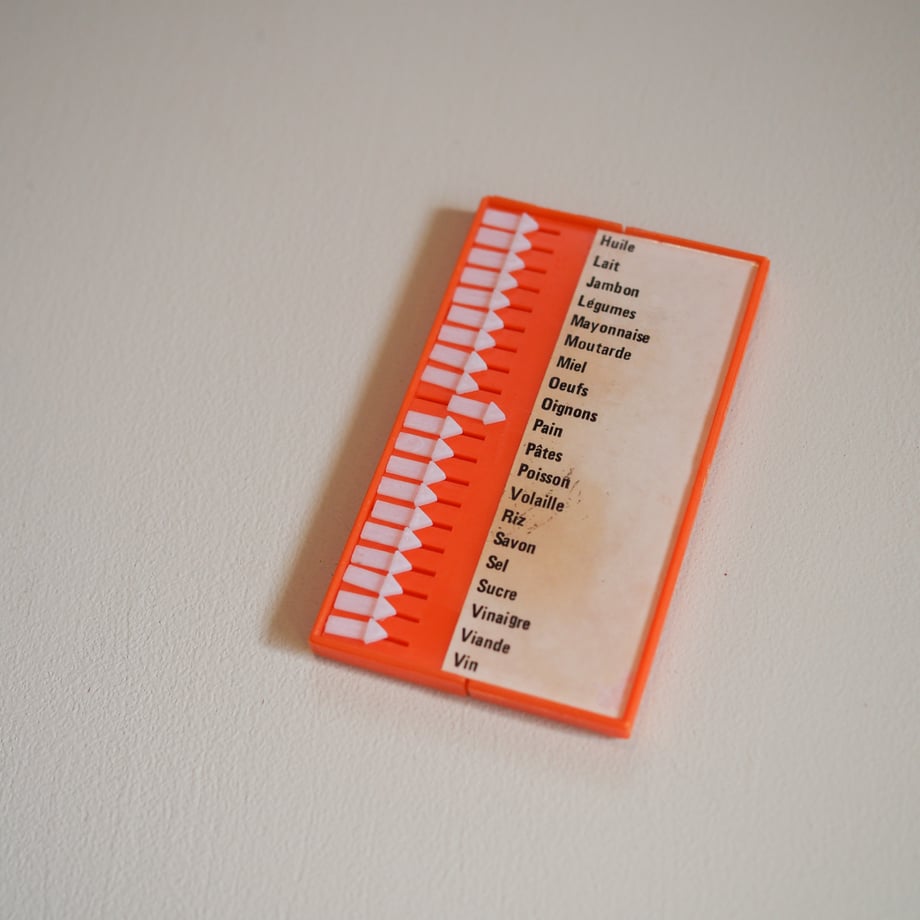 Huile
Lait
Jambon
Légumes
Mayonnaise
Moutarde
Miel
Oeufs
Oignons
Pain
Pâtes
Poisson
Volaille
Riz
Savon
Sel
Sucre
Vinaigre
Viande
Vin